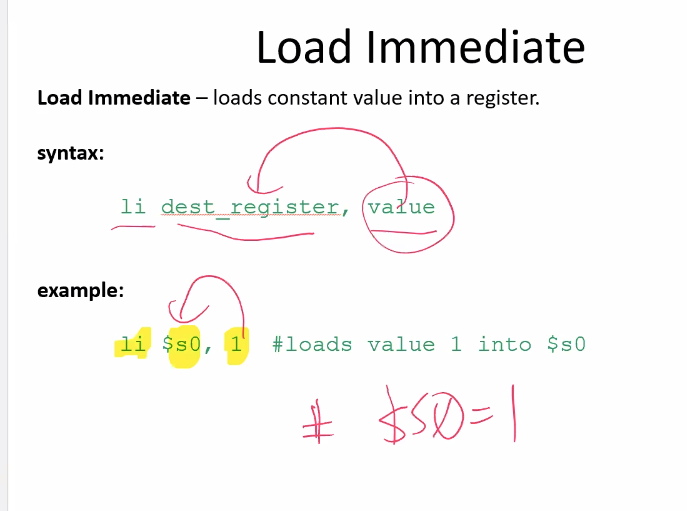 Load Immediate
Load Immediate – loads constant value into a register.
syntax:
li dest_register, value
example:
li $s0, 1 #loads value 1 into $s0
# $s0=1